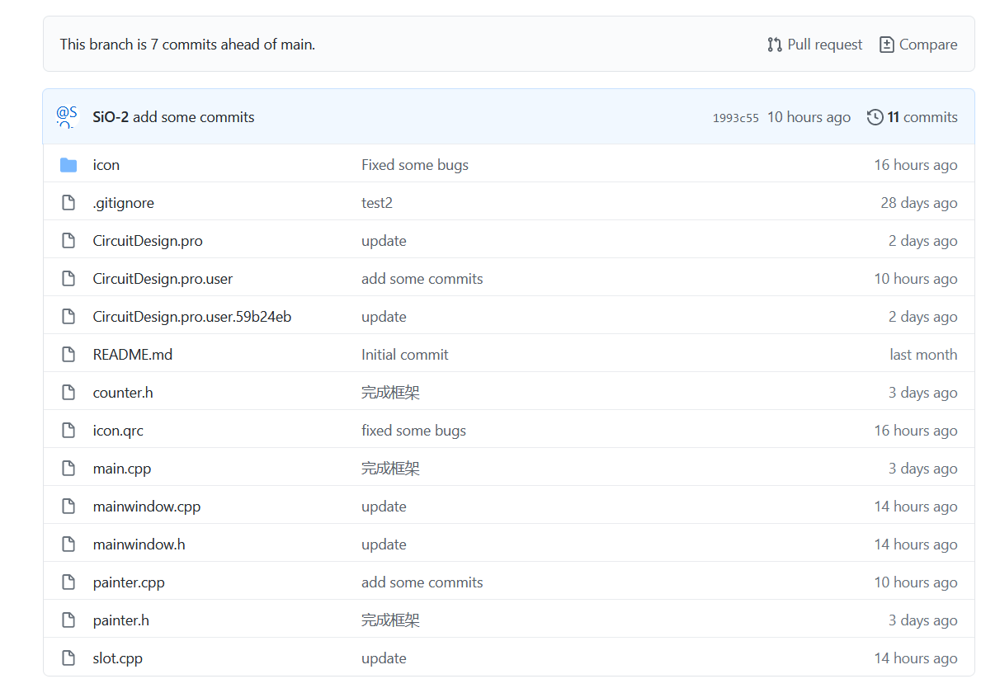 This branch is 7 commits ahead of main. Pull request Compare
@S
SiO-2 add some commits 1993c55 10 hours ago 11 commits
icon Fixed some bugs 16 hours ago
.gitignore test2 28 days ago
CircuitDesign.pro update 2 days ago
CircuitDesign.pro.user add some commits 10 hours ago
CircuitDesign.pro.user.59b24eb update 2 days ago
README.md Initial commit last month
counter.h 完成框架 3 days ago
icon.qrc fixed some bugs 16 hours ago
main.cpp 完成框架 3 days ago
mainwindow.cpp update 14 hours ago
mainwindow.h update 14 hours ago
painter.cpp add some commits 10 hours ago
painter.h 完成框架 3 days ago
slot.cpp update 14 hours ago